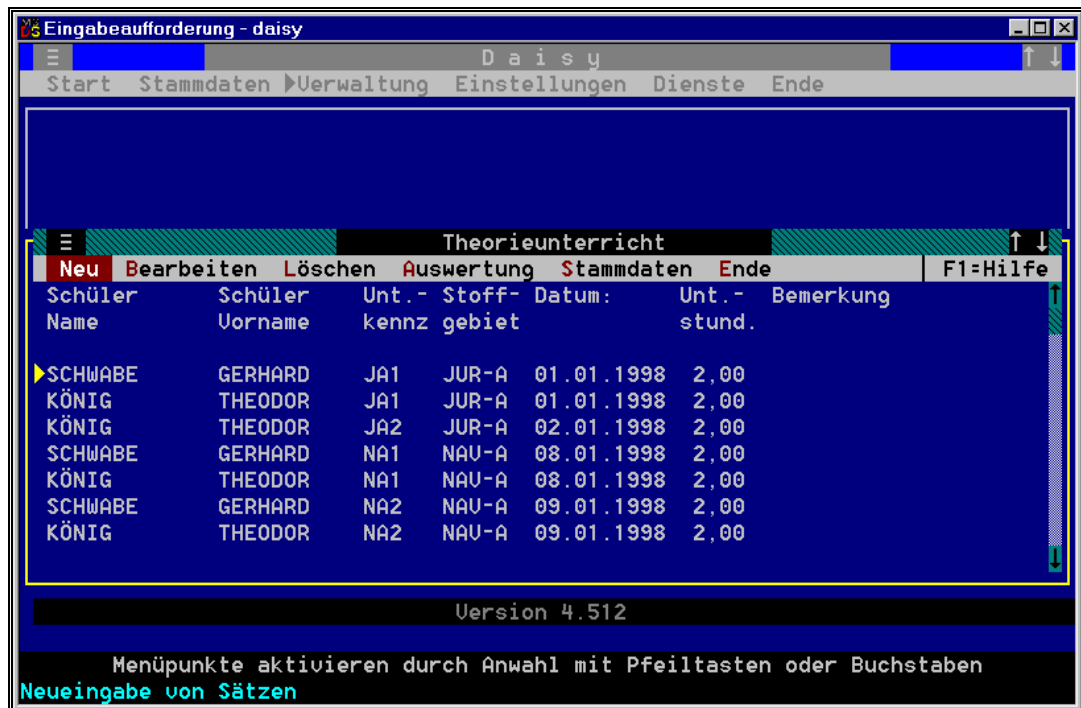 Eingabeaufforderung - daisy
Daisy
Start Stammdaten Verwaltung Einstellungen Dienste Ende
Theorieunterricht
Neu Bearbeiten Löschen Auswertung Stammdaten Ende F1=Hilfe
Schüler Schüler Unt.- Stoff- Datum: Unt.- Bemerkung
Name Vorname kennz gebiet stund.
SCHWABE GERHARD JA1 JUR-A 01.01.1998 2,00
KÖNIG THEODOR JA1 JUR-A 01.01.1998 2,00
KÖNIG THEODOR JA2 JUR-A 02.01.1998 2,00
SCHWABE GERHARD NA1 NAV-A 08.01.1998 2,00
KÖNIG THEODOR NA1 NAV-A 08.01.1998 2,00
SCHWABE GERHARD NA2 NAV-A 09.01.1998 2,00
KÖNIG THEODOR NA2 NAV-A 09.01.1998 2,00
Version 4.512
Menüpunkte aktivieren durch Anwahl mit Pfeiltasten oder Buchstaben
Neueingabe von Sätzen